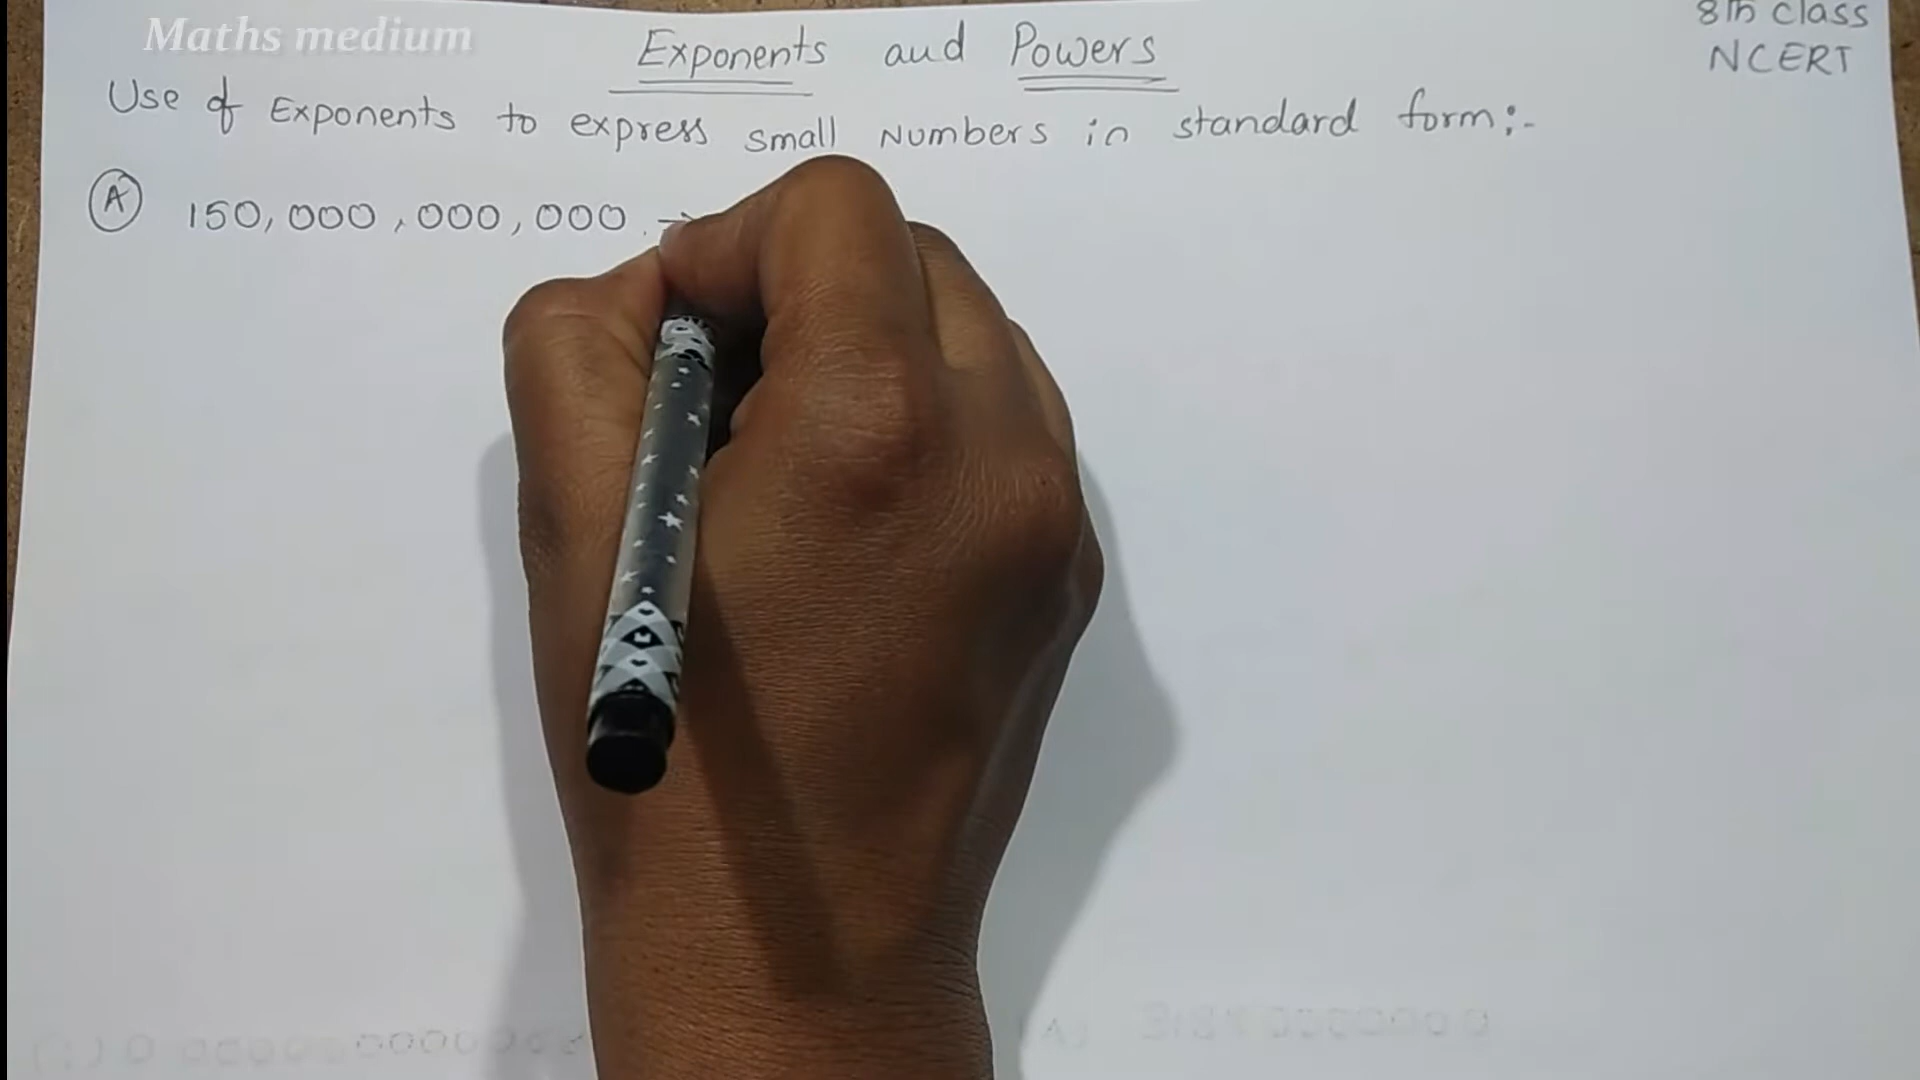 Maths medium
Exponents and Powers
8th class
NCERT
Use of Exponents to express small Numbers in standard form:-
A 150,000,000,000. →